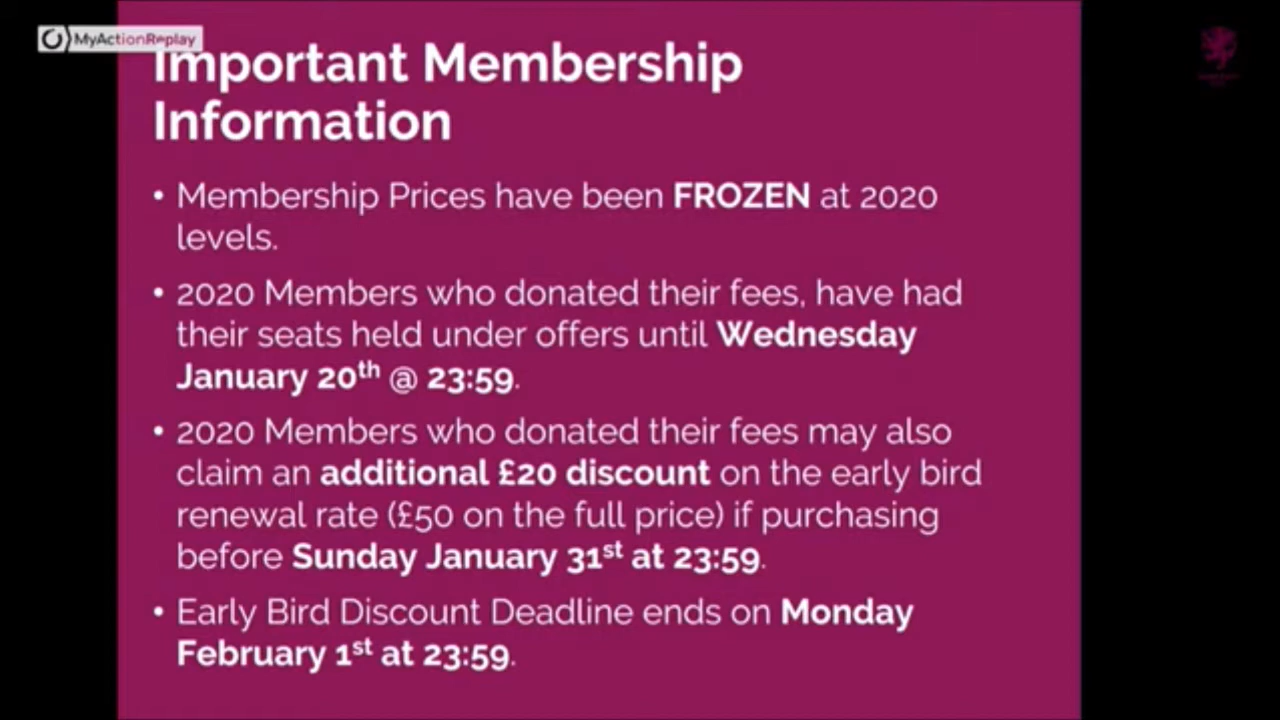 MyActionReplay
Important Membership
Information
• Membership Prices have been FROZEN at 2020
levels.
• 2020 Members who donated their fees, have had
their seats held under offers until Wednesday
January 20th @ 23:59.
• 2020 Members who donated their fees may also
claim an additional £20 discount on the early bird
renewal rate (£50 on the full price) if purchasing
before Sunday January 31st at 23:59.
• Early Bird Discount Deadline ends on Monday
February 1st at 23:59.